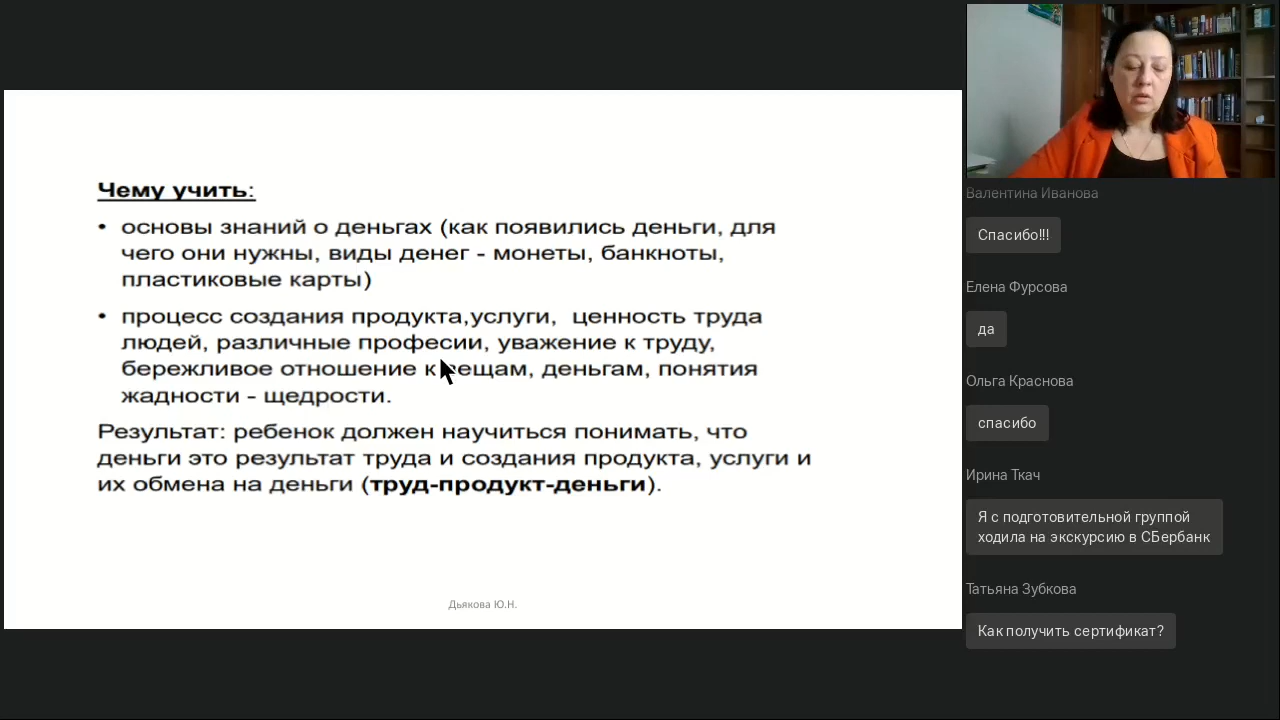 Чему учить:
• основы знаний о деньгах (как появились деньги, для
чего они нужны, виды денег - монеты, банкноты,
пластиковые карты)
• процесс создания продукта,услуги, ценность труда
людей, различные професии, уважение к труду,
бережливое отношение к вещам, деньгам, понятия
жадности - щедрости.
Результат: ребенок должен научиться понимать, что
деньги это результат труда и создания продукта, услуги и
их обмена на деньги (труд-продукт-деньги).
Дьякова Ю.Н.
Валентина Иванова
Спасибо!!!
Елена Фурсова
да
Ольга Краснова
спасибо
Ирина Ткач
Я с подготовительной группой
ходила на экскурсию в СБербанк
Татьяна Зубкова
Как получить сертификат?